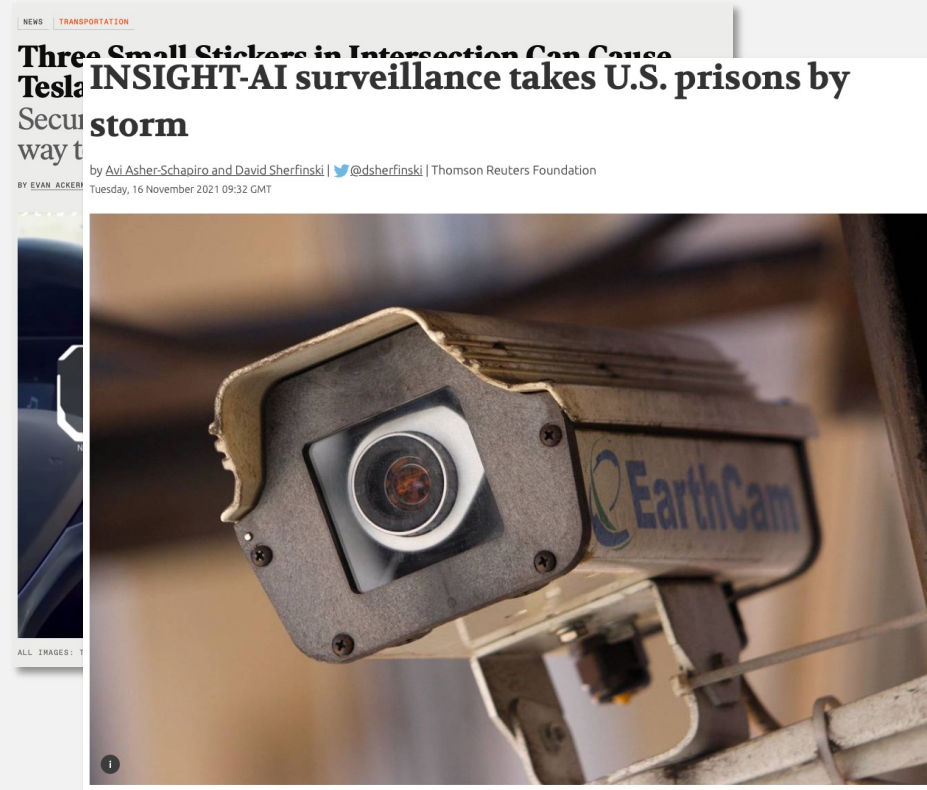 NEWS TRANSPORTATION
Three Small Stickers in Intersection Can Cause
Tesla
Secur
way t
BY EVAN ACKERM
ALL IMAGES: T
INSIGHT-AI surveillance takes U.S. prisons by
storm
by Avi Asher-Schapiro and David Sherfinski | @dsherfinski | Thomson Reuters Foundation
Tuesday, 16 November 2021 09:32 GMT
EarthCam
i